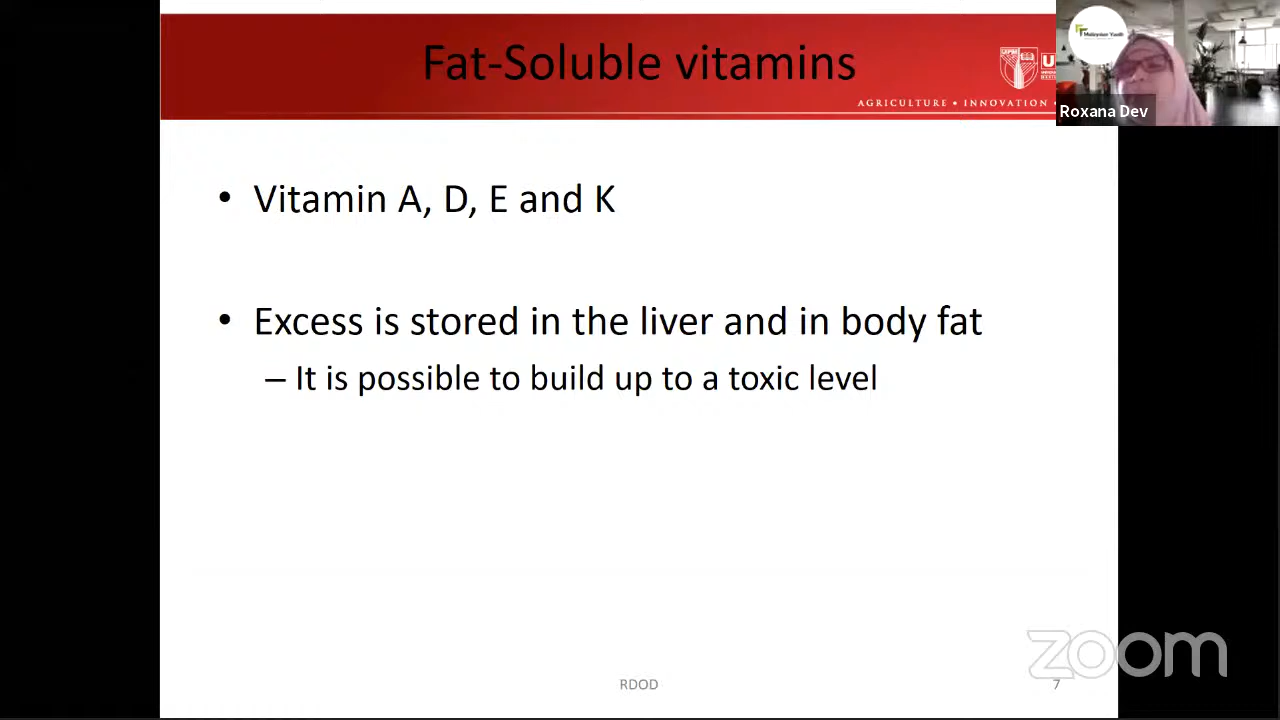 Fat-Soluble vitamins
UPM
U
AGRICULTURE • INNOVATION •
Roxana Dev
• Vitamin A, D, E and K
• Excess is stored in the liver and in body fat
– It is possible to build up to a toxic level
zoom
RDOD
7